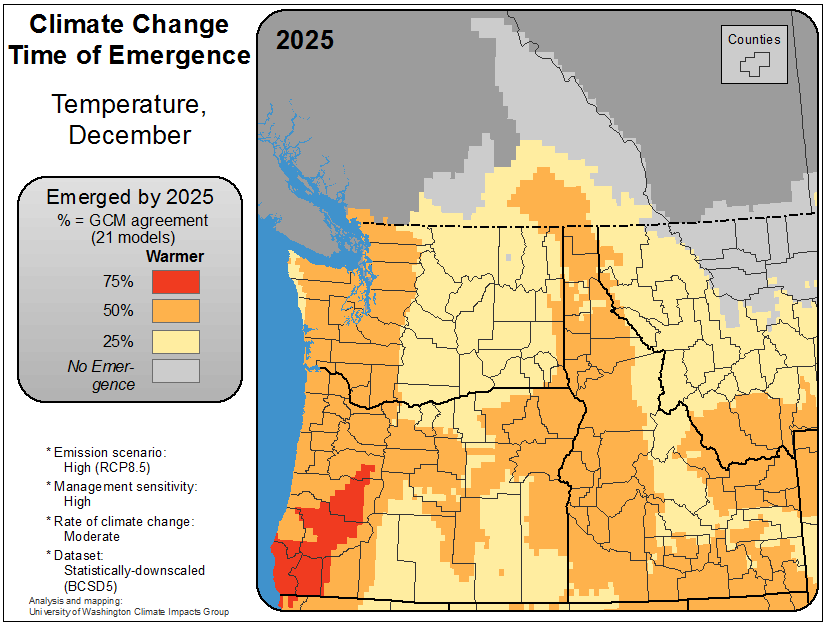 Climate Change
Time of Emergence
Temperature,
December
Emerged by 2025
% = GCM agreement
(21 models)
Warmer
75%
50%
25%
No Emer-
gence
* Emission scenario:
High (RCP8.5)
* Management sensitivity:
High
* Rate of climate change:
Moderate
* Dataset:
Statistically-downscaled
(BCSD5)
Analysis and mapping:
University of Washington Climate Impacts Group
2025
Counties